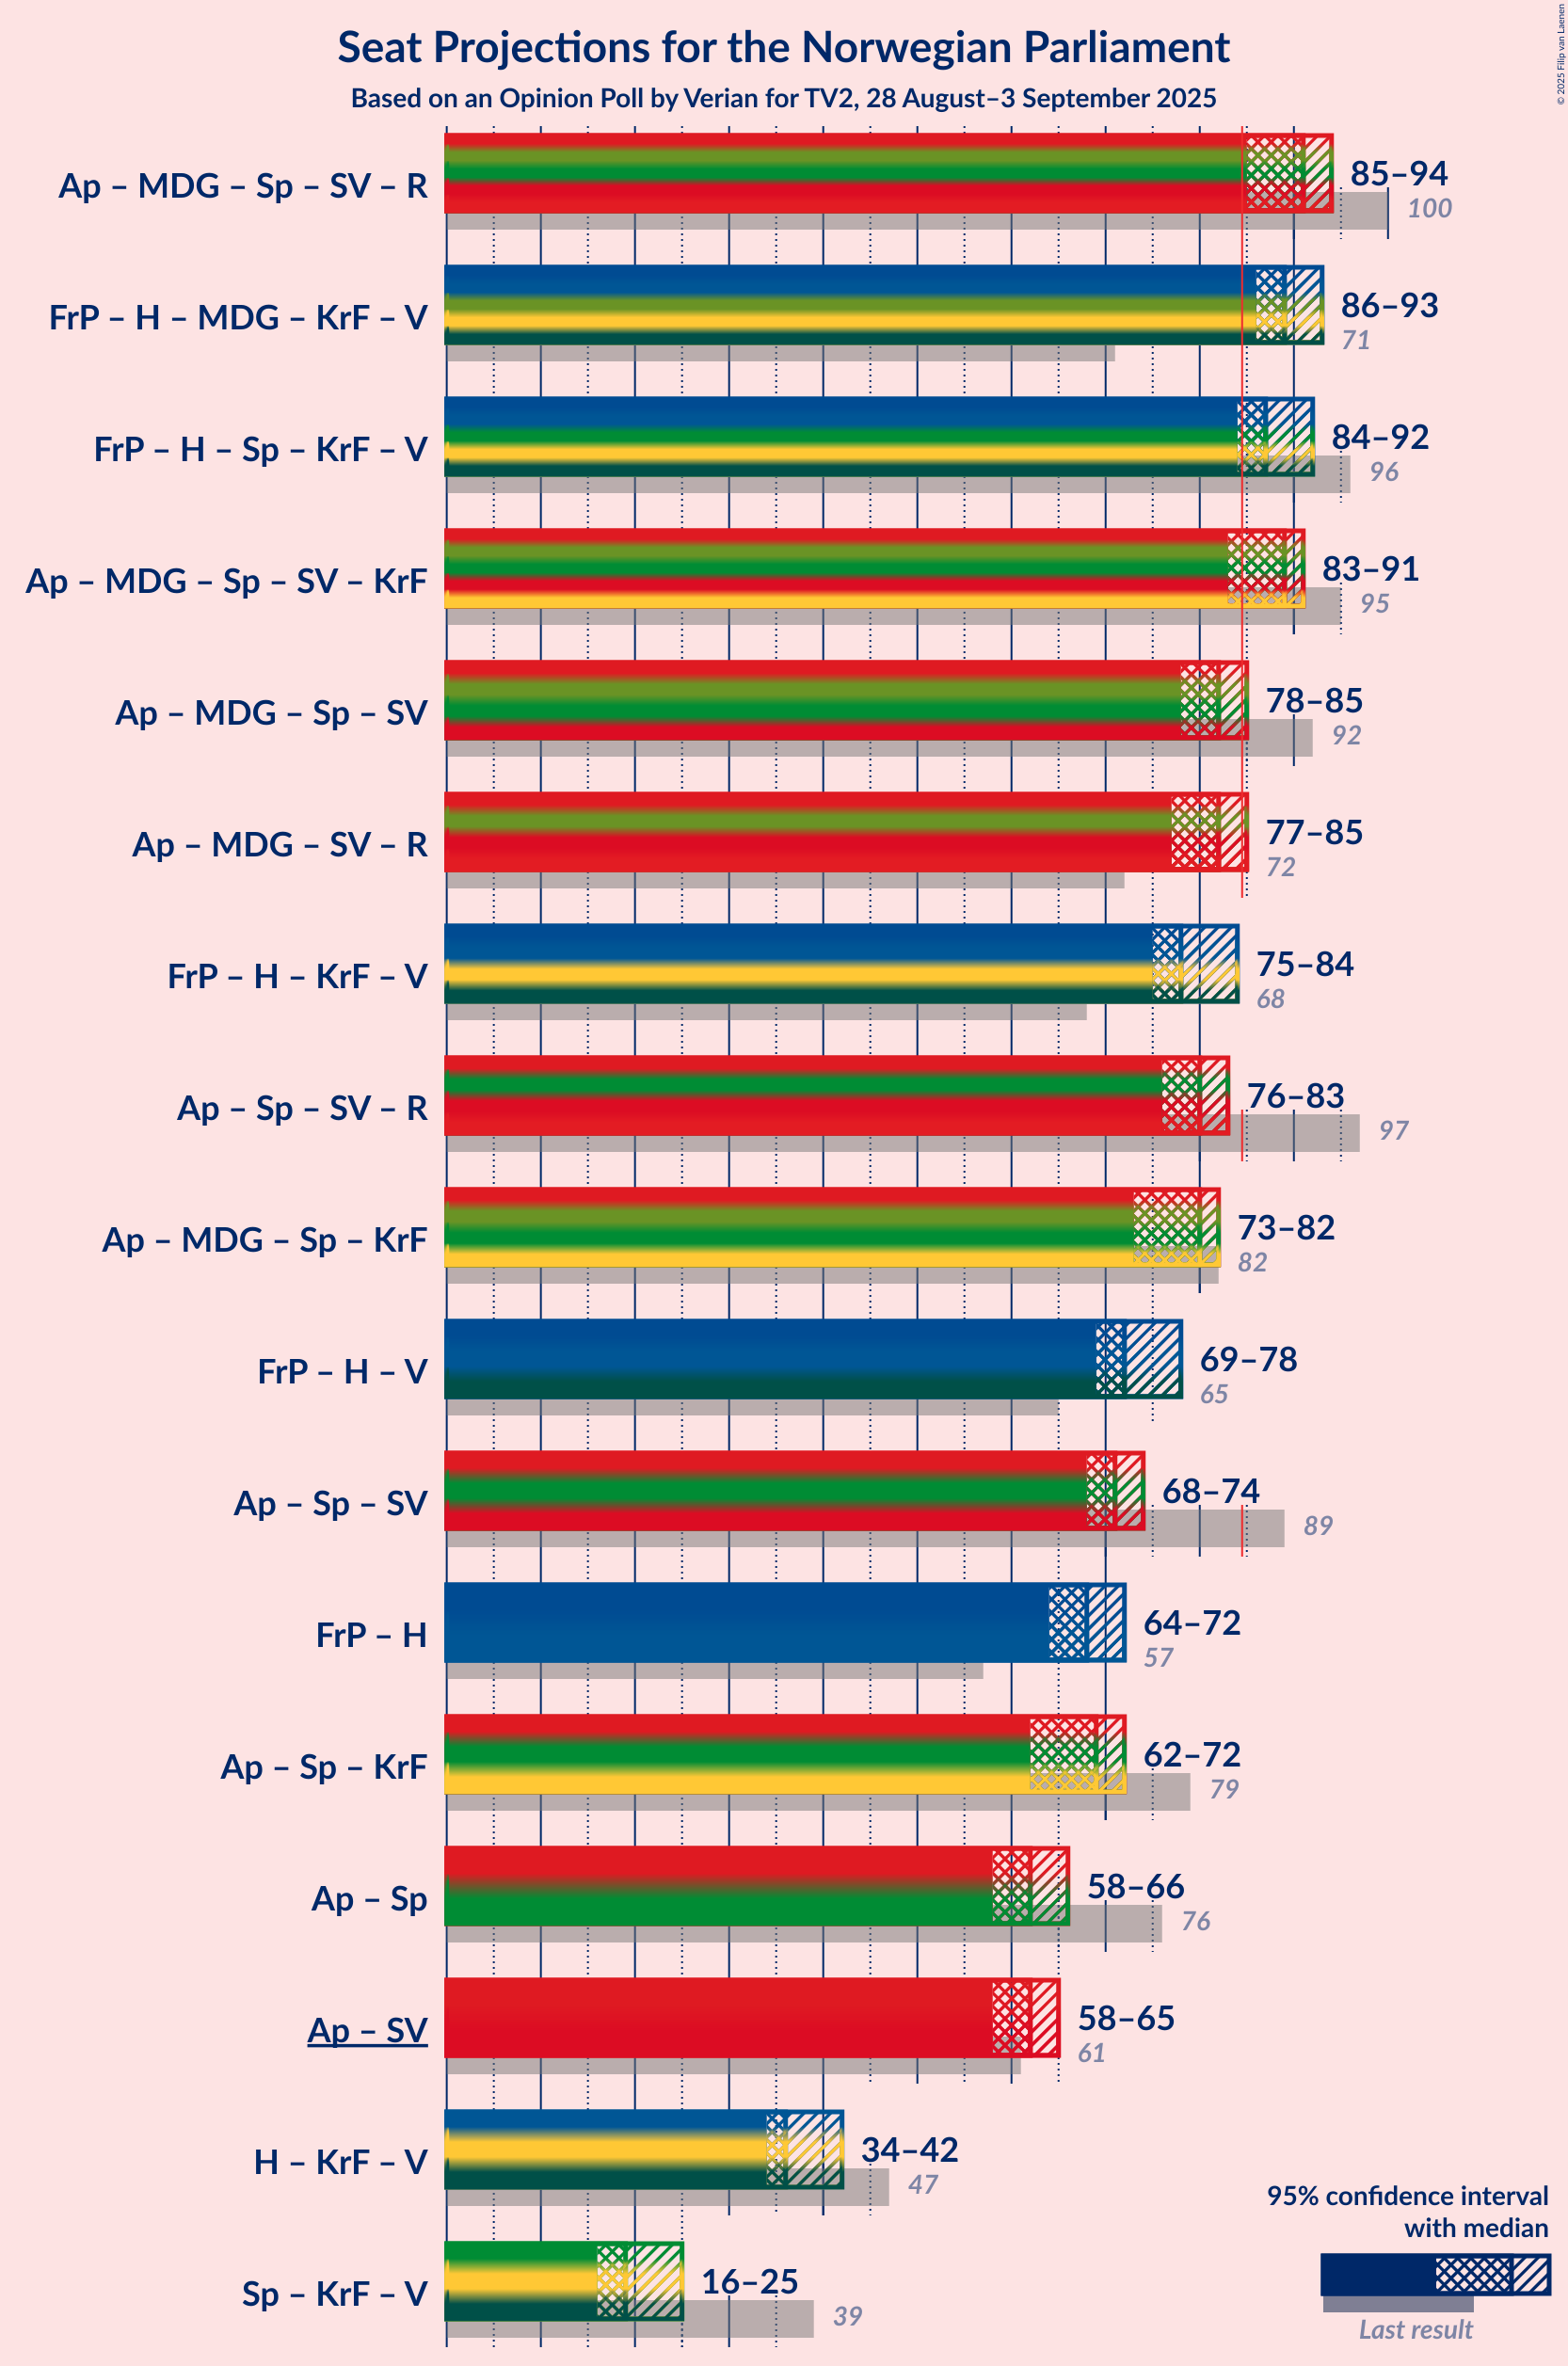 Seat Projections for the Norwegian Parliament
Based on an Opinion Poll by Verian for TV2, 28 August–3 September 2025
© 2025 Filip van Laenen
Ap – MDG – Sp – SV – R
85–94
100
FrP – H – MDG – KrF – V
86–93
71
FrP – H – Sp – KrF – V
84–92
96
Ap – MDG – Sp – SV – KrF
83–91
95
Ap – MDG – Sp – SV
78–85
92
Ap – MDG – SV – R
77–85
72
FrP – H – KrF – V
75–84
68
Ap – Sp – SV – R
76–83
97
Ap – MDG – Sp – KrF
73–82
82
FrP – H – V
69–78
65
Ap – Sp – SV
68–74
89
FrP – H
64–72
57
Ap – Sp – KrF
62–72
79
Ap – Sp
58–66
76
Ap – SV
58–65
61
H – KrF – V
34–42
47
Sp – KrF – V
16–25
39
95% confidence interval
with median
Last result